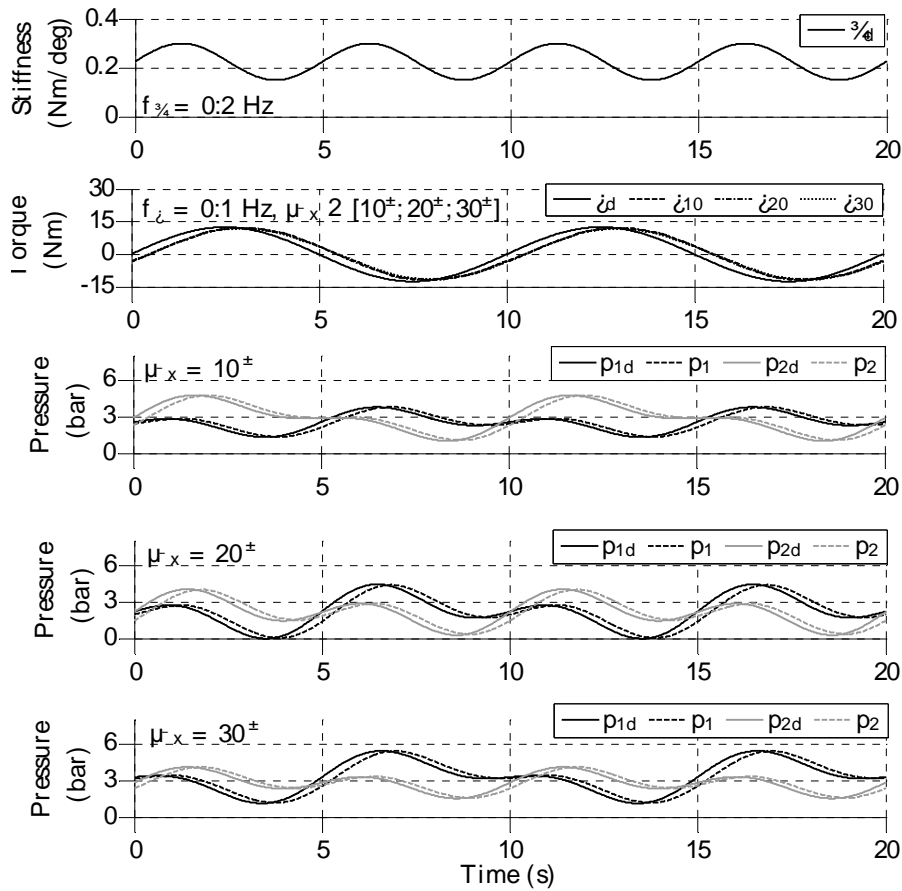 0.4
¾d
Stiffness
(Nm/deg)
0.2
f ¾ = 0:2 Hz
0
0 5 10 15 20
30
f ¿ = 0:1 Hz, µ-x 2 [10±; 20±; 30±]
¿d ¿10 ¿20 ¿30
Torque
(Nm)
15
0
-15
0 5 10 15 20
µ-x = 10±
p1d p1 p2d p2
Pressure
(bar)
6
3
0
0 5 10 15 20
µ-x = 20±
p1d p1 p2d p2
Pressure
(bar)
6
3
0
0 5 10 15 20
µ-x = 30±
p1d p1 p2d p2
Pressure
(bar)
6
3
0
0 5 10 15 20
Time (s)